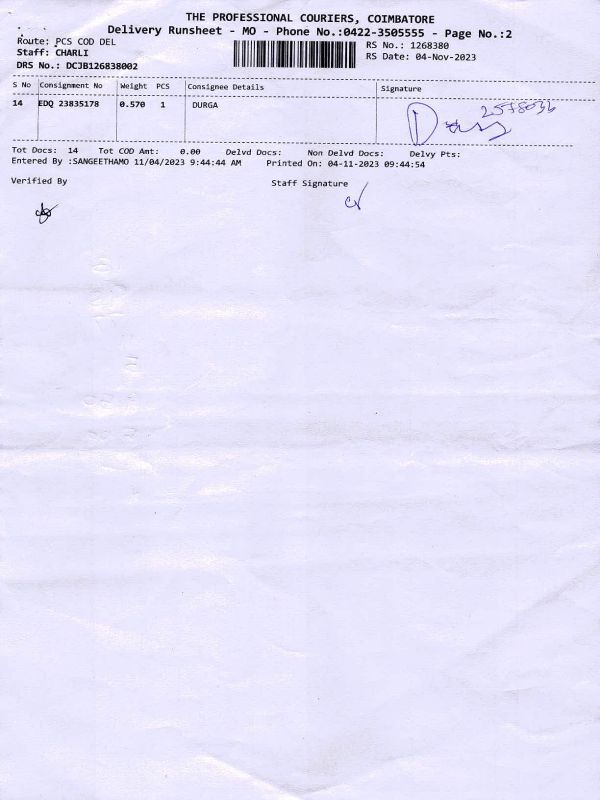 THE PROFESSIONAL COURIERS, COIMBATORE
Delivery Runsheet - MO - Phone No.:0422-3505555 - Page No.:2
Route: PCS COD DEL
RS No.: 1268380
Staff: CHARLI
RS Date: 04-Nov-2023
DRS No.: DCJB126838002
S No Consignment No Weight PCS Consignee Details Signature
14 EDQ 23835178 0.570 1 DURGA
Tot Docs: 14 Tot COD Amt: 0.00 Delvd Docs: Non Delvd Docs: Delvy Pts:
Entered By :SANGEETHAMO 11/04/2023 9:44:44 AM Printed On: 04-11-2023 09:44:54
Verified By Staff Signature